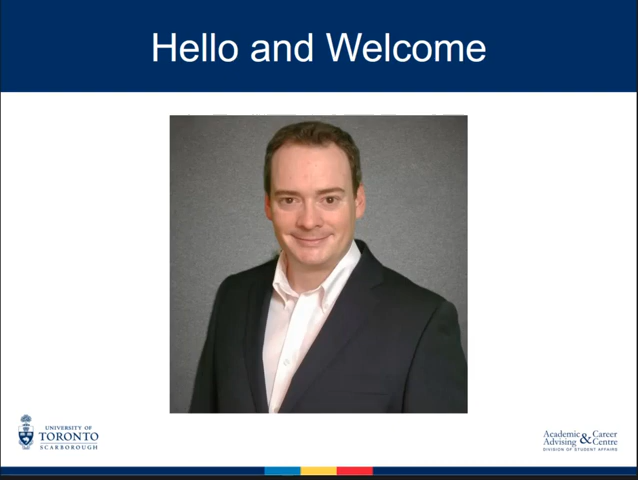 Hello and Welcome
UNIVERSITY OF
TORONTO
SCARBOROUGH
Academic & Career
Advising Centre
DIVISION OF STUDENT AFFAIRS